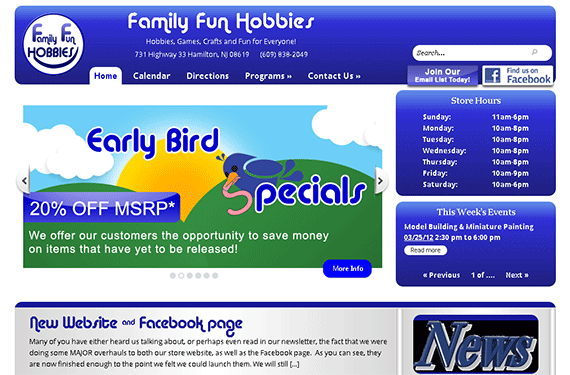 Family Fun
HOBBIES
Family Fun Hobbies
Hobbies, Games, Crafts and Fun for Everyone!
731 Highway 33 Hamilton, NJ 08619 (609) 838-2049
Search...
Home Calendar Directions Programs » Contact Us »
Join Our
Email List Today!
Find us on
Facebook
Early Bird
Specials
20% OFF MSRP*
We offer our customers the opportunity to save money
on items that have yet to be released!
More Info
Store Hours
Sunday: 11am-6pm
Monday: 10am-8pm
Tuesday: 10am-8pm
Wednesday: 10am-8pm
Thursday: 10am-8pm
Friday: 10am-9pm
Saturday: 10am-6pm
This Week's Events
Model Building & Miniature Painting
03/25/12 2:30 pm to 6:00 pm
Read more
« Previous 1 of .... Next »
New Website and Facebook page
Many of you have either heard us talking about, or perhaps even read in our newsletter, the fact that we were
doing some MAJOR overhauls to both our store website, as well as the Facebook page. As you can see, they
are now finished enough to the point we felt we could launch them. We will still [...]
News